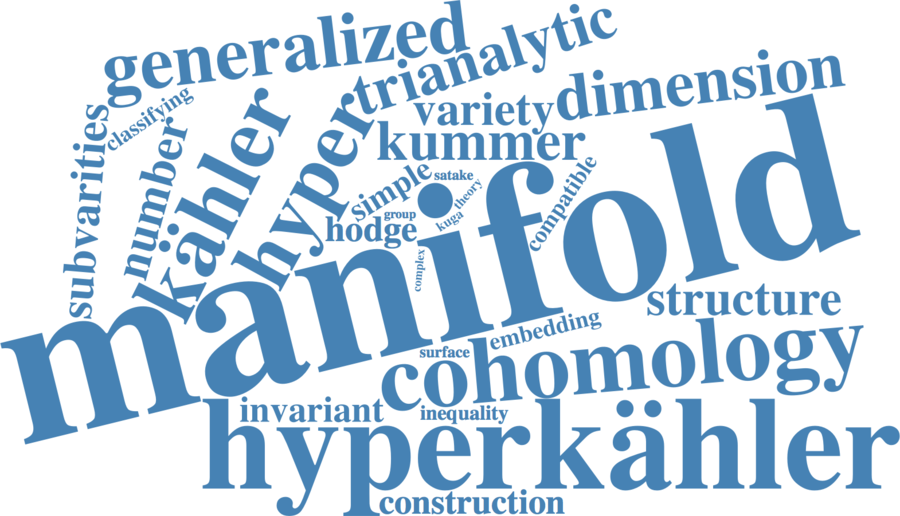 generalized
trianalytic
classifying
subvarities
number
kähler
hyper
variety
dimension
kummer
simple
satake
theory
kuga
group
hodge
compatible
complex
manifold
structure
embedding
surface
cohomology
invariant
inequality
hyperkähler
construction